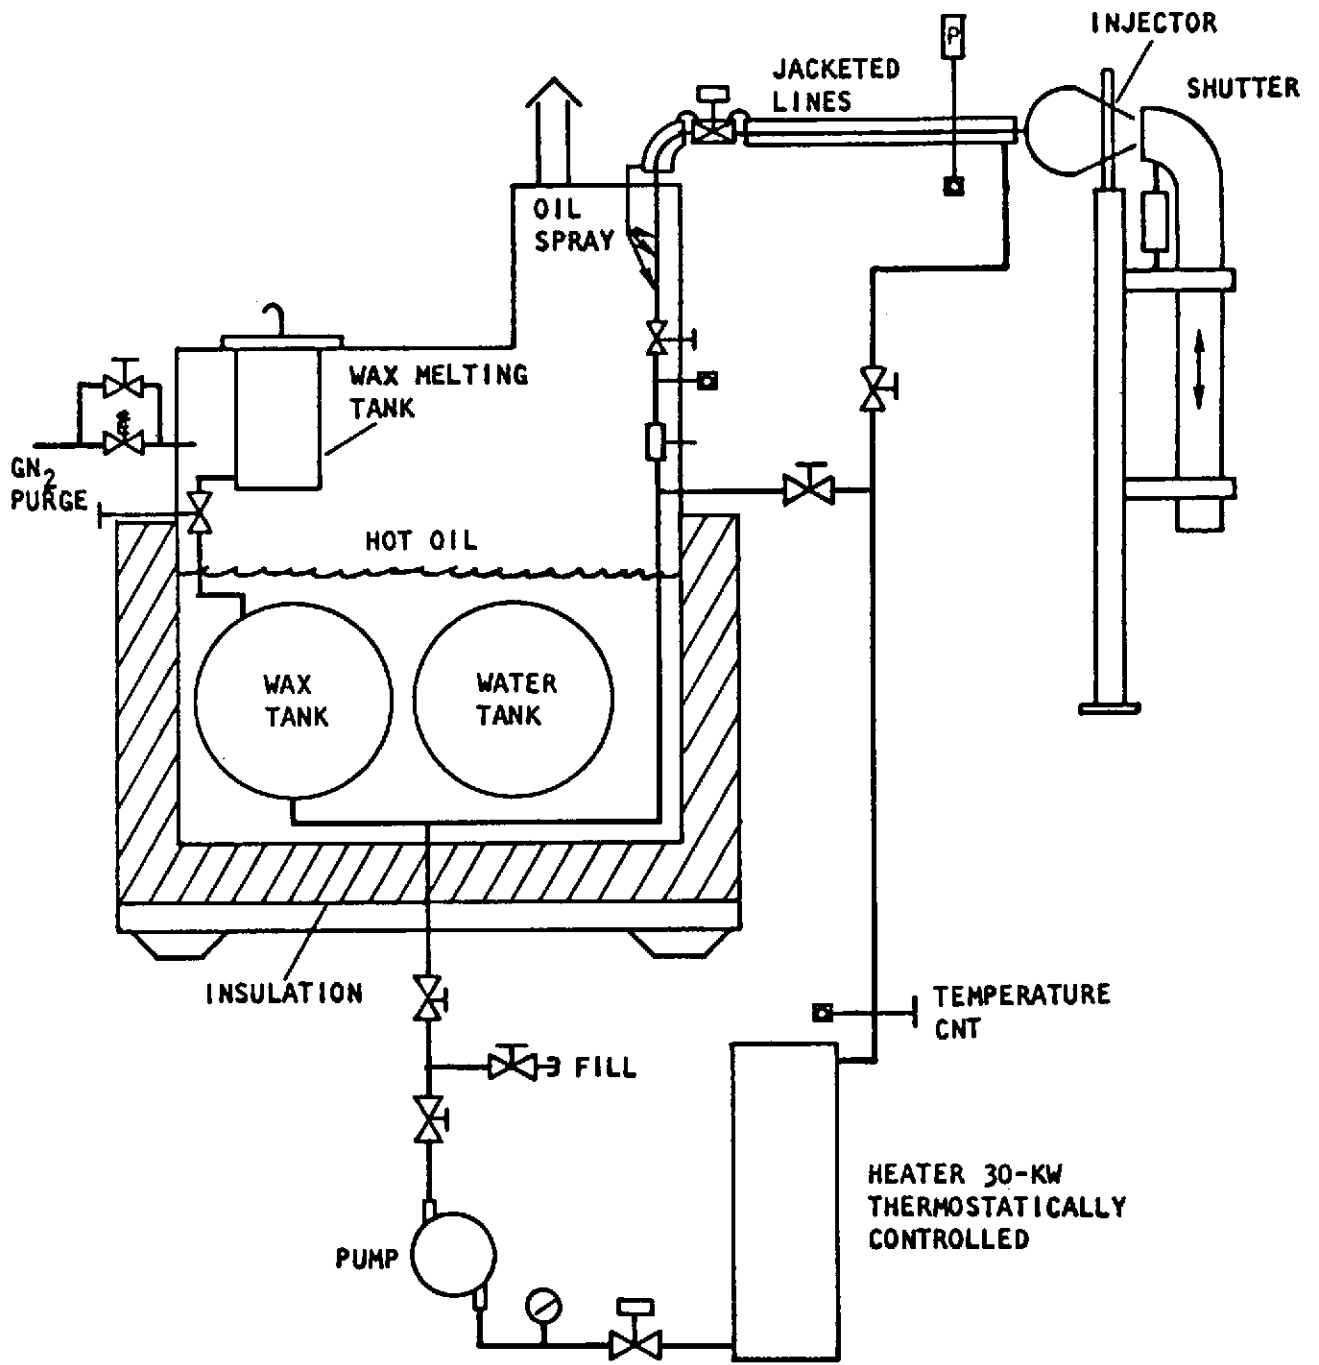 INJECTOR
P
JACKETED
LINES
SHUTTER
OIL
SPRAY
WAX MELTING
TANK
GN2
PURGE
HOT OIL
WAX
TANK
WATER
TANK
INSULATION
TEMPERATURE
CNT
FILL
HEATER 30-KW
THERMOSTATICALLY
CONTROLLED
PUMP